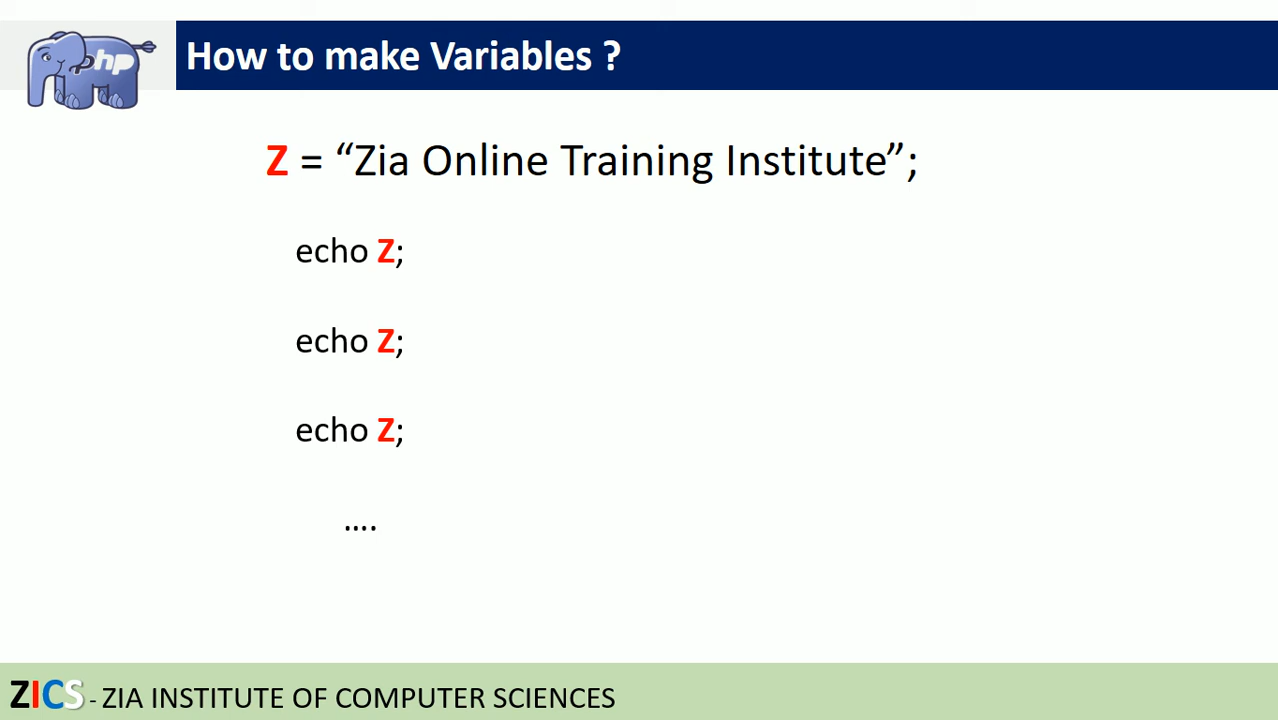 php
How to make Variables ?
Z = “Zia Online Training Institute”;
echo Z;
echo Z;
echo Z;
....
ZICS - ZIA INSTITUTE OF COMPUTER SCIENCES